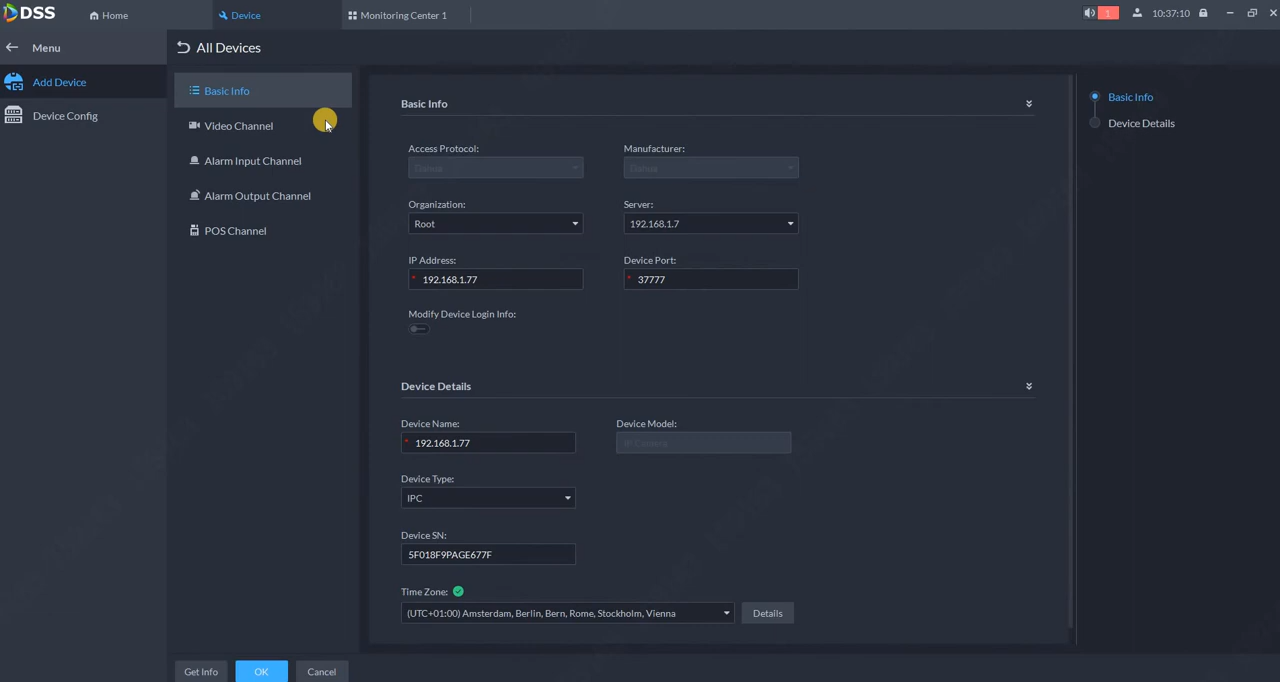 DSS
Home
Device
Monitoring Center 1
1
10:37:10
Menu
All Devices
Add Device
Device Config
Basic Info
Video Channel
Alarm Input Channel
Alarm Output Channel
POS Channel
Basic Info
Access Protocol:
Manufacturer:
Dahua
Dahua
Organization:
Server:
Root
192.168.1.7
IP Address:
Device Port:
* 192.168.1.77
* 37777
Modify Device Login Info:
Device Details
Device Name:
Device Model:
* 192.168.1.77
IP Camera
Device Type:
IPC
Device SN:
5F018F9PAGE677F
Time Zone:
(UTC+01:00) Amsterdam, Berlin, Bern, Rome, Stockholm, Vienna
Details
Get Info
OK
Cancel
Basic Info
Device Details